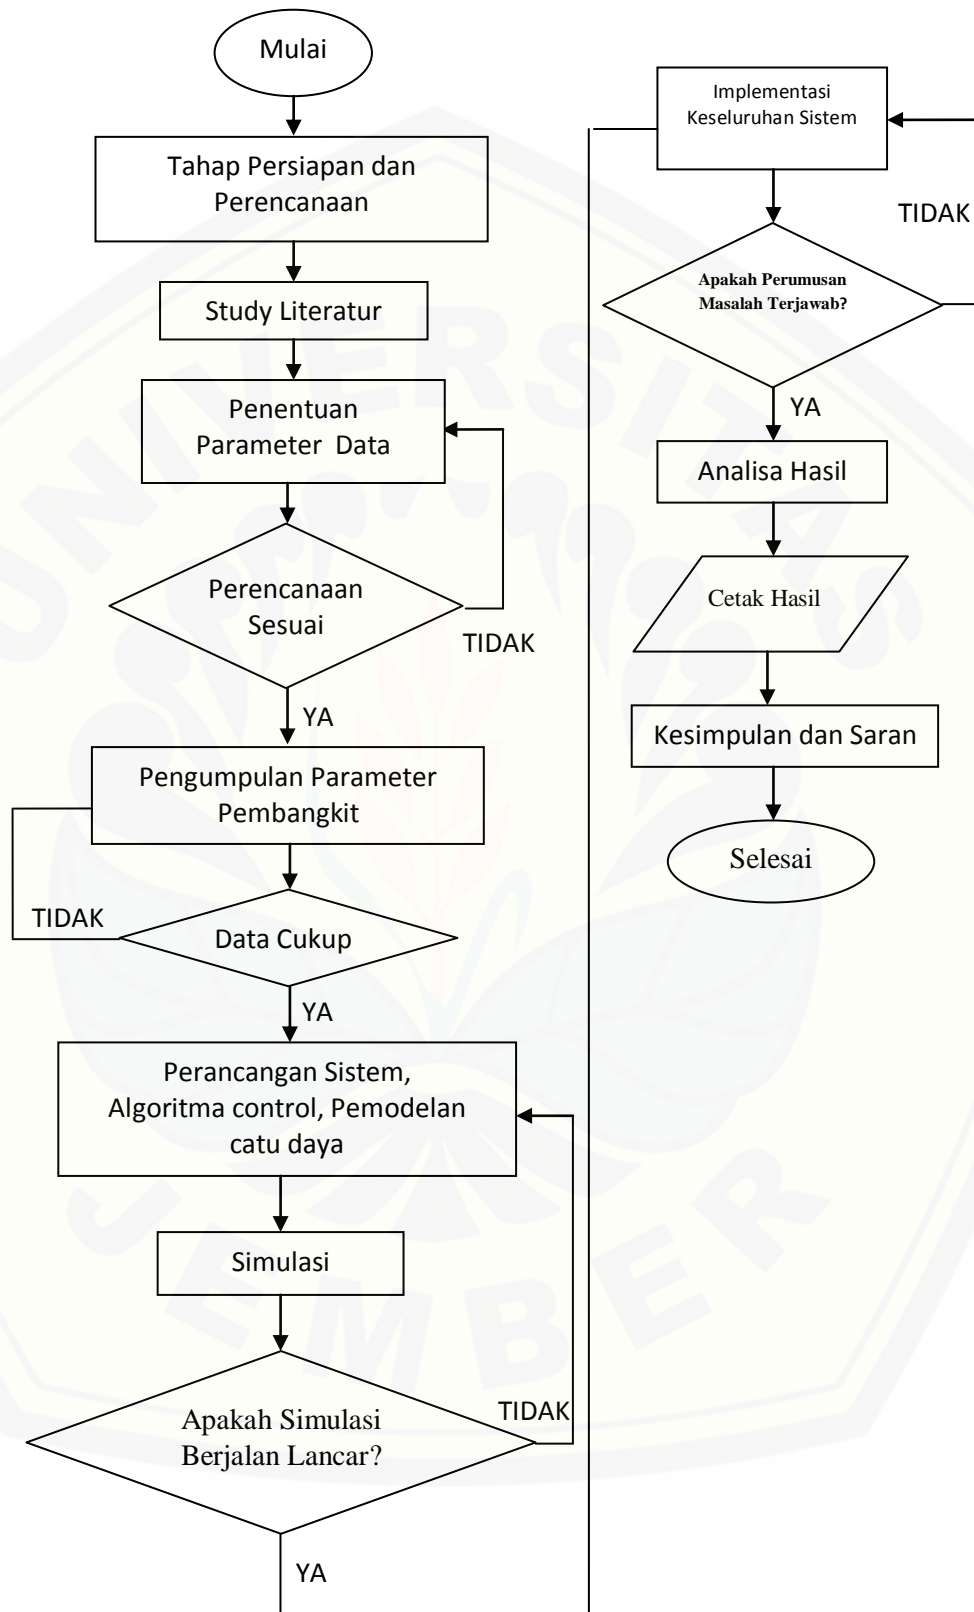 Mulai
Tahap Persiapan dan
Perencanaan
Study Literatur
Penentuan
Parameter  Data
Perencanaan
Sesuai
TIDAK
YA
Pengumpulan Parameter
Pembangkit
TIDAK
Data Cukup
YA
Perancangan Sistem,
Algoritma control, Pemodelan
catu daya
Simulasi
Apakah Simulasi
Berjalan Lancar?
TIDAK
YA
Implementasi
Keseluruhan Sistem
TIDAK
Apakah Perumusan
Masalah Terjawab?
YA
Analisa Hasil
Cetak Hasil
Kesimpulan dan Saran
Selesai
UNIVERSITAS
JEMBER